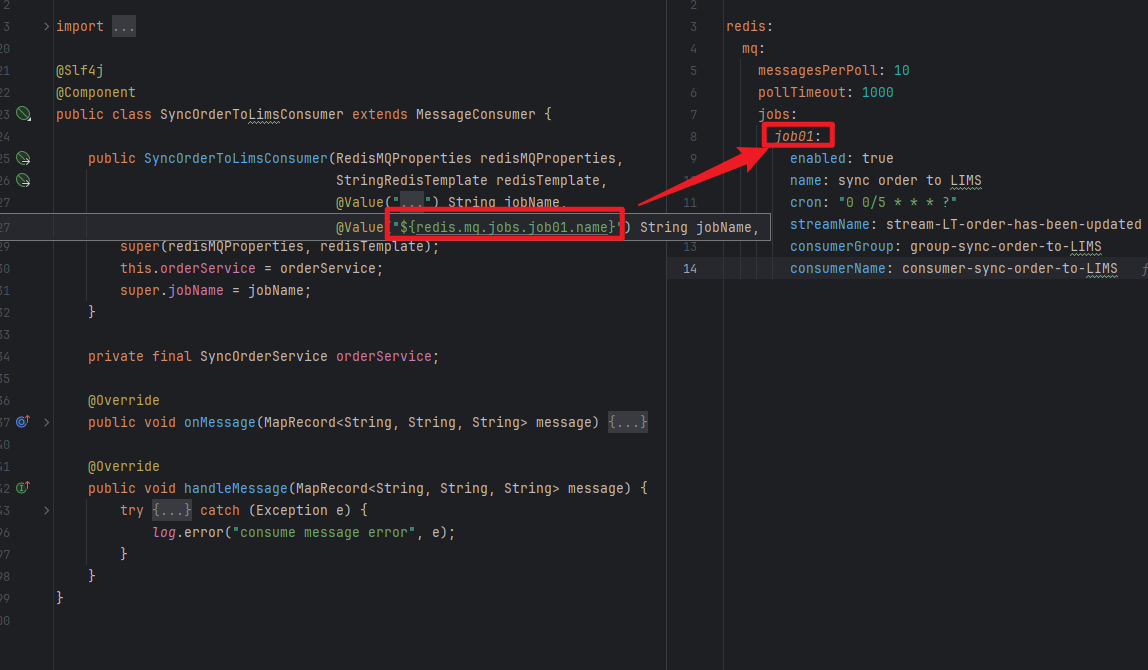 2
3 import ...
20
21 @Slf4j
22 @Component
23 public class SyncOrderToLimsConsumer extends MessageConsumer {
24
25 public SyncOrderToLimsConsumer(RedisMQProperties redisMQProperties,
26 StringRedisTemplate redisTemplate,
27 @Value("...") String jobName,
27 @Value("${redis.mq.jobs.job01.name}") String jobName,
29 super(redisMQProperties, redisTemplate);
30 this.orderService = orderService;
31 super.jobName = jobName;
32 }
33
34 private final SyncOrderService orderService;
35
36 @Override
37 public void onMessage(MapRecord<String, String, String> message) {...}
40
41 @Override
42 public void handleMessage(MapRecord<String, String, String> message) {
43 try {...} catch (Exception e) {
96 log.error("consume message error", e);
97 }
98 }
99 }
00
2
3 redis:
4 mq:
5 messagesPerPoll: 10
6 pollTimeout: 1000
7 jobs:
8 job01:
9 enabled: true
name: sync order to LIMS
11 cron: "0 0/5 * * * ?"
streamName: stream-LT-order-has-been-updated
13 consumerGroup: group-sync-order-to-LIMS
14 consumerName: consumer-sync-order-to-LIMS